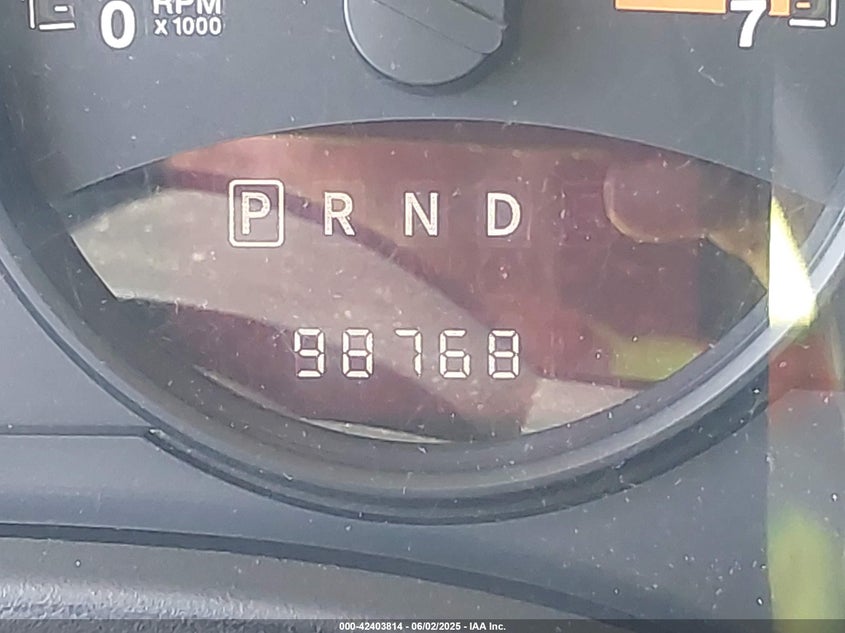 0 RPM 7
x 1000
P R N D
98768
000-42403814 - 06/02/2025 - IAA Inc.